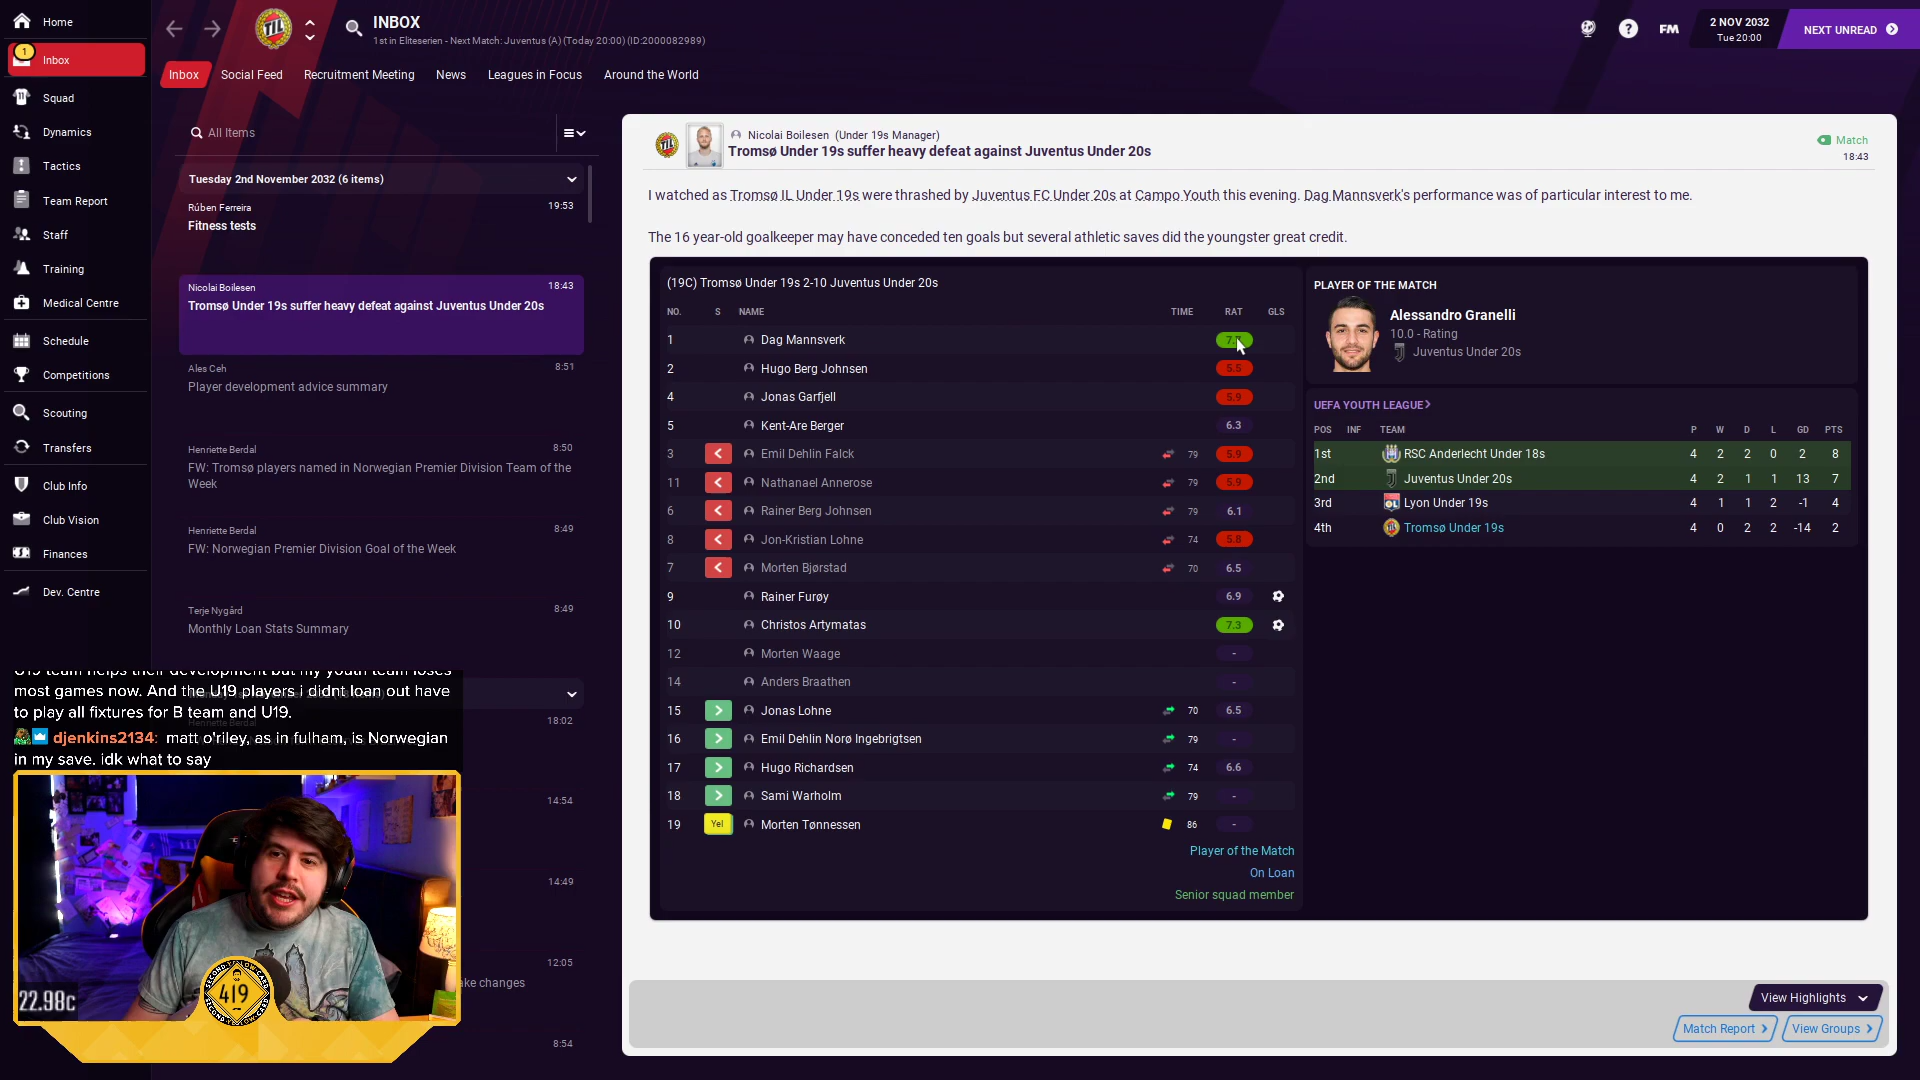 Home
1
Inbox
Squad
Dynamics
Tactics
Team Report
Staff
Training
Medical Centre
Schedule
Competitions
Scouting
Transfers
Club Info
Club Vision
Finances
Dev. Centre
TIL
INBOX
1st in Eliteserien - Next Match: Juventus (A) (Today 20:00) (ID:2000082989)
? FM
2 NOV 2032
Tue 20:00
NEXT UNREAD
Inbox Social Feed Recruitment Meeting News Leagues in Focus Around the World
All Items
Tuesday 2nd November 2032 (6 items)
Rúben Ferreira 19:53
Fitness tests
Nicolai Boilesen 18:43
Tromsø Under 19s suffer heavy defeat against Juventus Under 20s
Ales Ceh 8:51
Player development advice summary
Henriette Berdal 8:50
FW: Tromsø players named in Norwegian Premier Division Team of the
Week
Henriette Berdal 8:49
FW: Norwegian Premier Division Goal of the Week
Terje Nygård 8:49
Monthly Loan Stats Summary
18:02
14:54
14:49
12:05
ake changes
8:54
U19 team helps their development but my youth team loses
most games now. And the U19 players i didnt loan out have
to play all fixtures for B team and U19.
djenkins2134: matt o'riley, as in fulham, is Norwegian
in my save. idk what to say
22.98c
SECOND YELLOW CARD
419
SECOND YELLOW CARD
Nicolai Boilesen (Under 19s Manager)
Tromsø Under 19s suffer heavy defeat against Juventus Under 20s
Match
18:43
I watched as Tromsø IL Under 19s were thrashed by Juventus FC Under 20s at Campo Youth this evening. Dag Mannsverk's performance was of particular interest to me.
The 16 year-old goalkeeper may have conceded ten goals but several athletic saves did the youngster great credit.
(19C) Tromsø Under 19s 2-10 Juventus Under 20s
NO. S NAME TIME RAT GLS
1 Dag Mannsverk
2 Hugo Berg Johnsen 5.5
4 Jonas Garfjell 5.9
5 Kent-Are Berger 6.3
3 Emil Dehlin Falck 79 5.9
11 Nathanael Annerose 79 5.9
6 Rainer Berg Johnsen 79 6.1
8 Jon-Kristian Lohne 74 5.8
7 Morten Bjørstad 70 6.5
9 Rainer Furøy 6.9
10 Christos Artymatas 7.3
12 Morten Waage -
14 Anders Braathen -
15 Jonas Lohne 70 6.5
16 Emil Dehlin Norø Ingebrigtsen 79 -
17 Hugo Richardsen 74 6.6
18 Sami Warholm 79 -
19 Yel Morten Tønnessen 86 -
Player of the Match
On Loan
Senior squad member
PLAYER OF THE MATCH
Alessandro Granelli
10.0 - Rating
Juventus Under 20s
UEFA YOUTH LEAGUE
POS INF TEAM P W D L GD PTS
1st RSC Anderlecht Under 18s 4 2 2 0 2 8
2nd Juventus Under 20s 4 2 1 1 13 7
3rd Lyon Under 19s 4 1 1 2 -1 4
4th Tromsø Under 19s 4 0 2 2 -14 2
View Highlights
Match Report View Groups